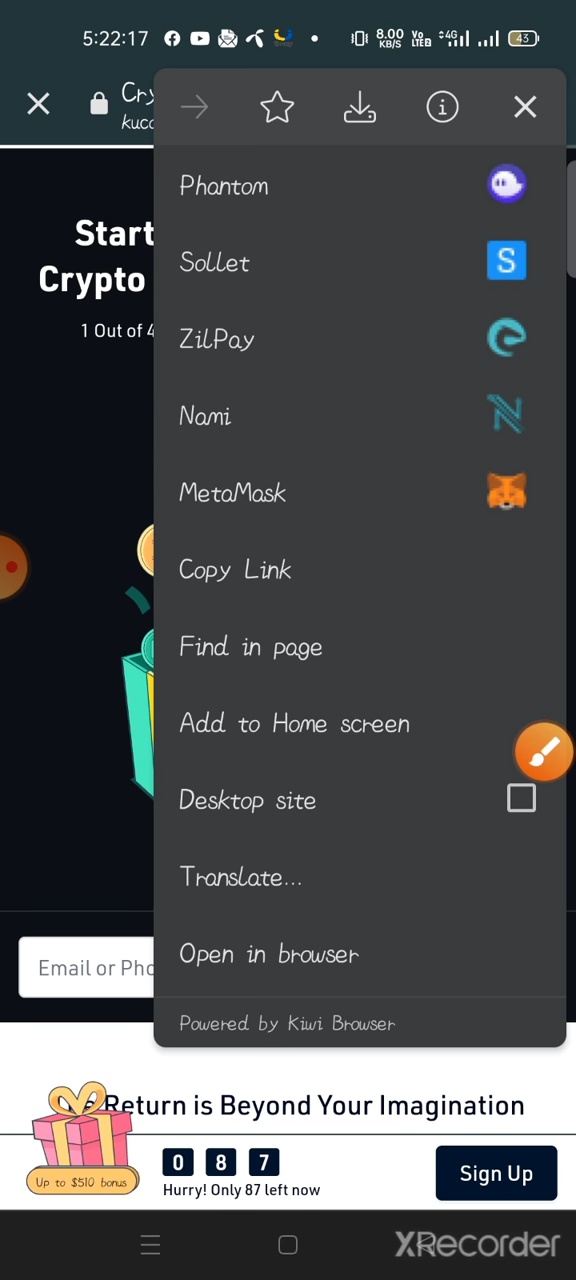 5:22:17
8.00 KB/S
Vo LTE2
4G
43
Cry
kuco
Start
Crypto
1 Out of 4
Phantom
Sollet
S
ZilPay
Nami
MetaMask
Copy Link
Find in page
Add to Home screen
Desktop site
Translate...
Open in browser
Powered by Kiwi Browser
Email or Pho
Return is Beyond Your Imagination
Up to $510 bonus
0 8 7
Hurry! Only 87 left now
Sign Up
XRecorder